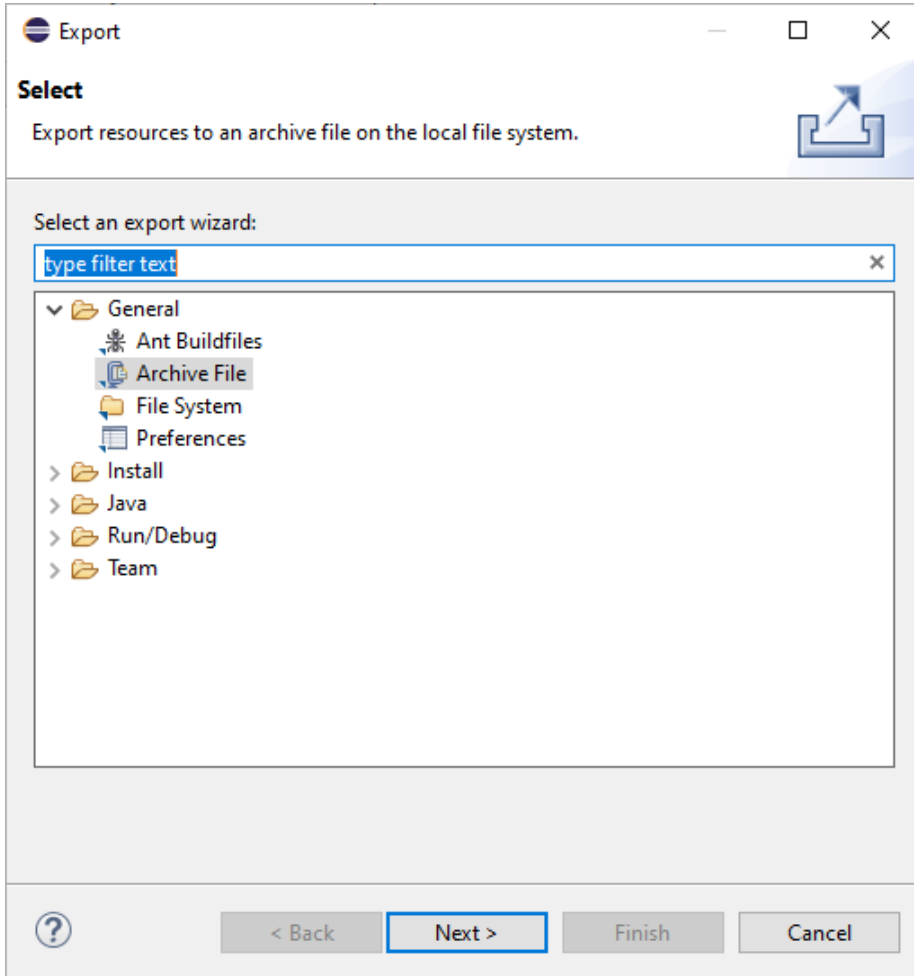 Export
Select
Export resources to an archive file on the local file system.
Select an export wizard:
type filter text
General
Ant Buildfiles
Archive File
File System
Preferences
Install
Java
Run/Debug
Team
< Back Next > Finish Cancel